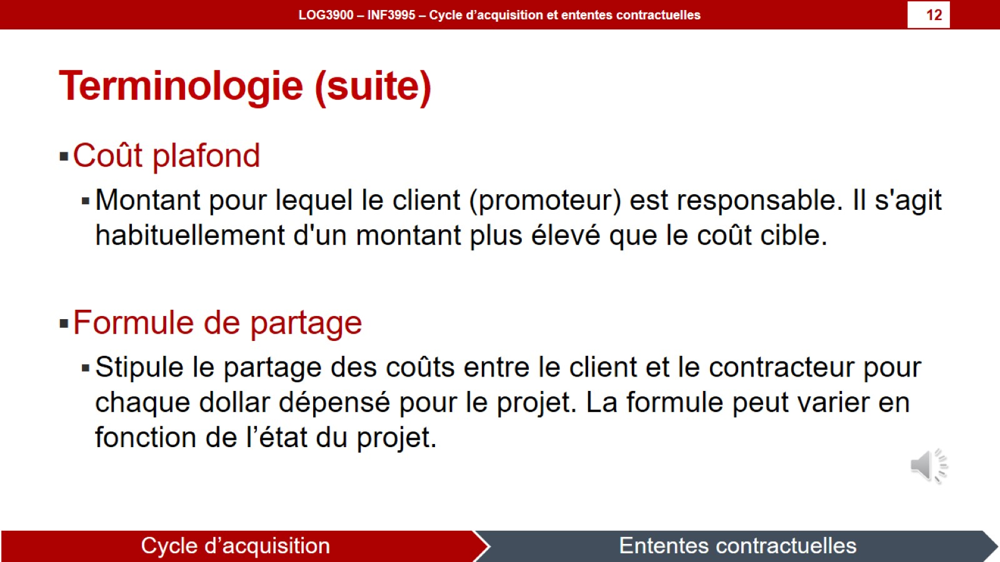 LOG3900 – INF3995 – Cycle d’acquisition et ententes contractuelles
12
Terminologie (suite)
▪Coût plafond
▪Montant pour lequel le client (promoteur) est responsable. Il s'agit
habituellement d'un montant plus élevé que le coût cible.
▪Formule de partage
▪Stipule le partage des coûts entre le client et le contracteur pour
chaque dollar dépensé pour le projet. La formule peut varier en
fonction de l’état du projet.
Cycle d’acquisition
Ententes contractuelles